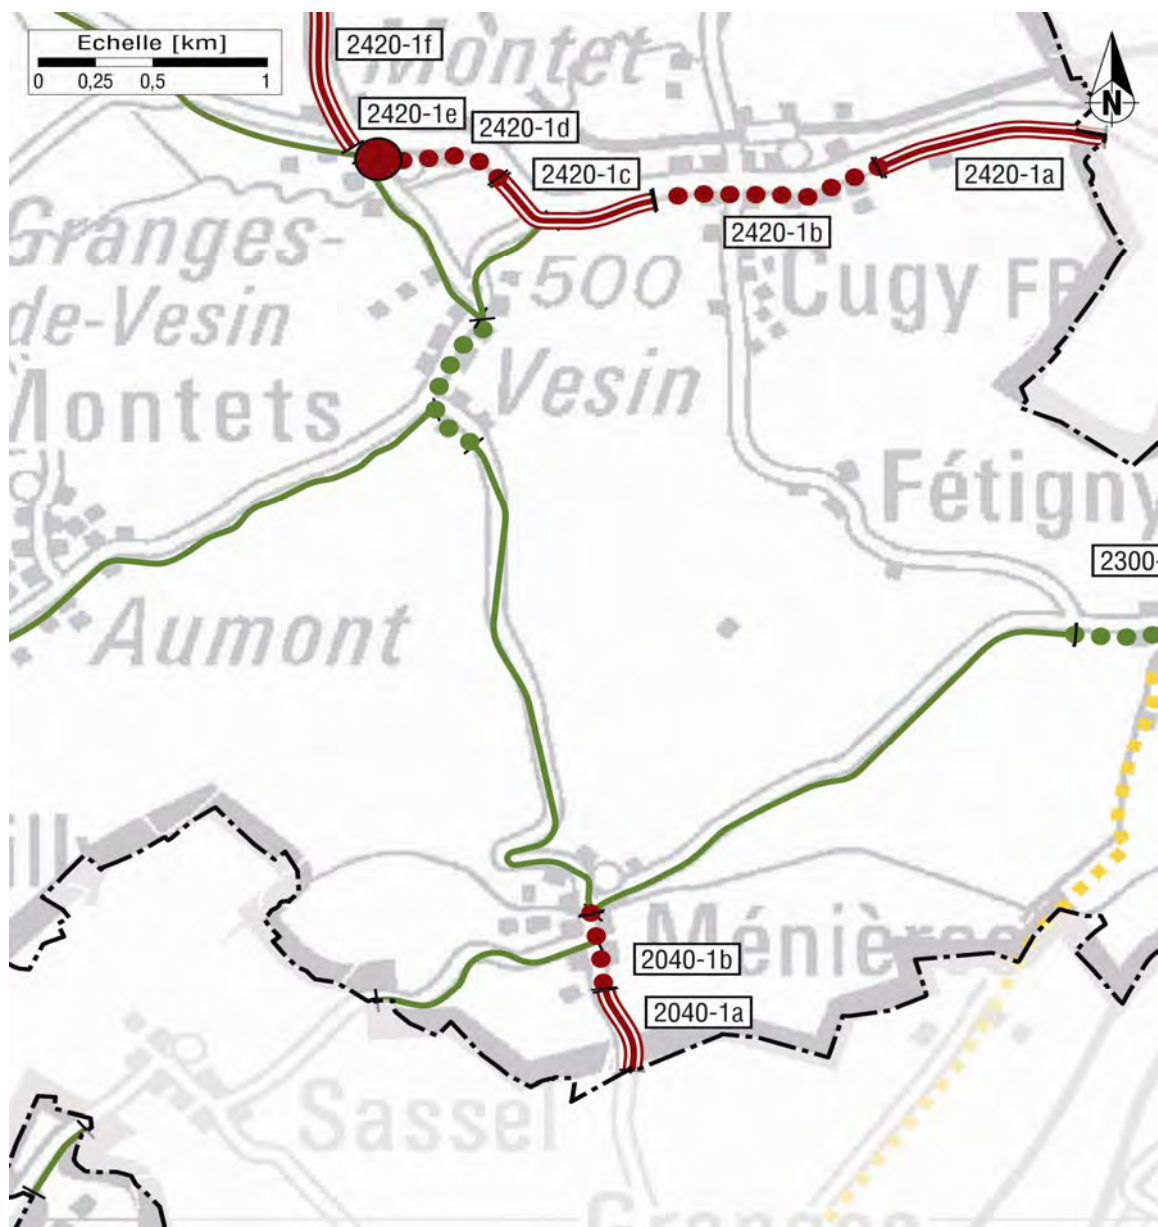 Echelle [km]
0 0,25 0,5 1
2420-1f
Montet
N
2420-1e
2420-1d
2420-1c
2420-1a
2420-1b
Granges-
de-Vesin
500
Cugy FR
Vesin
Montets
Fétigny
2300-
Aumont
Ménières
2040-1b
2040-1a
Sassel
Granges